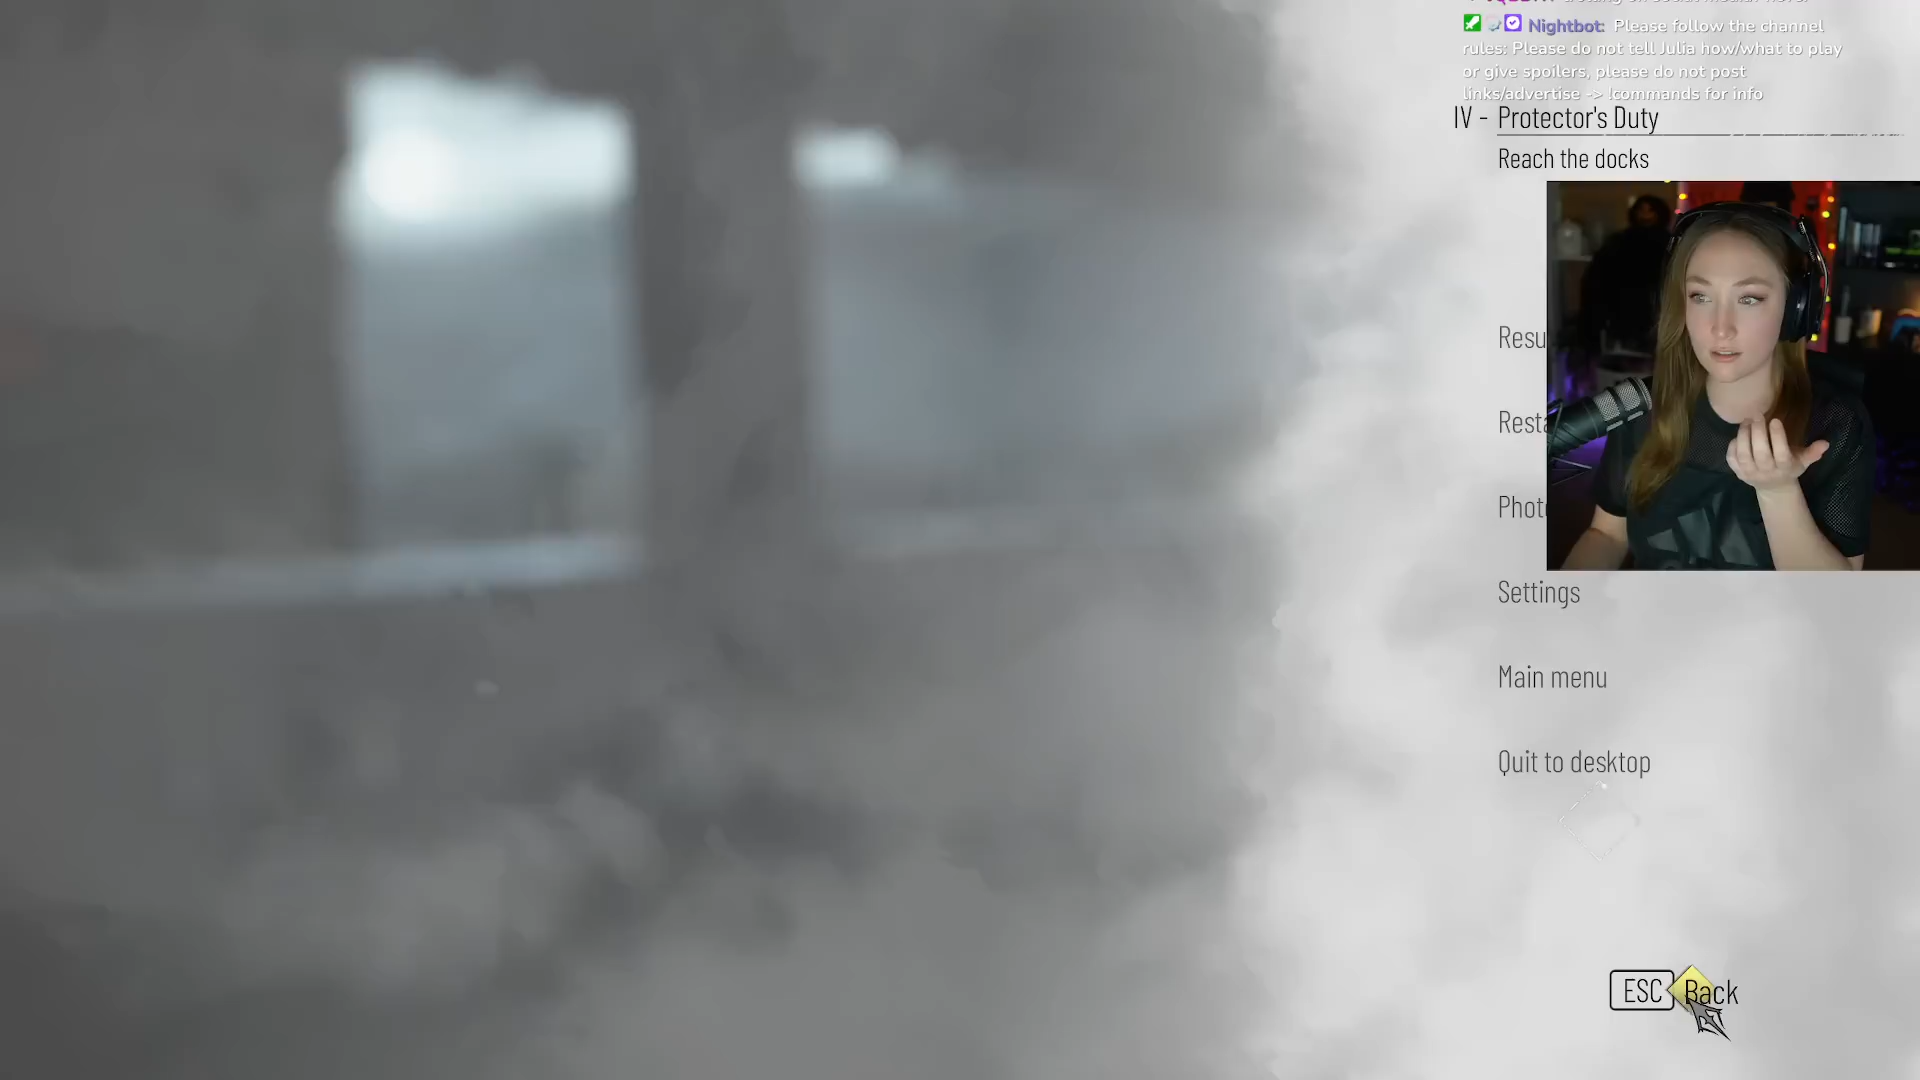 Nightbot: Please follow the channel
rules: Please do not tell Julia how/what to play
or give spoilers, please do not post
links/advertise -> !commands for info
IV - Protector's Duty
Reach the docks
Resu
Resta
Phot
Settings
Main menu
Quit to desktop
ESC Back